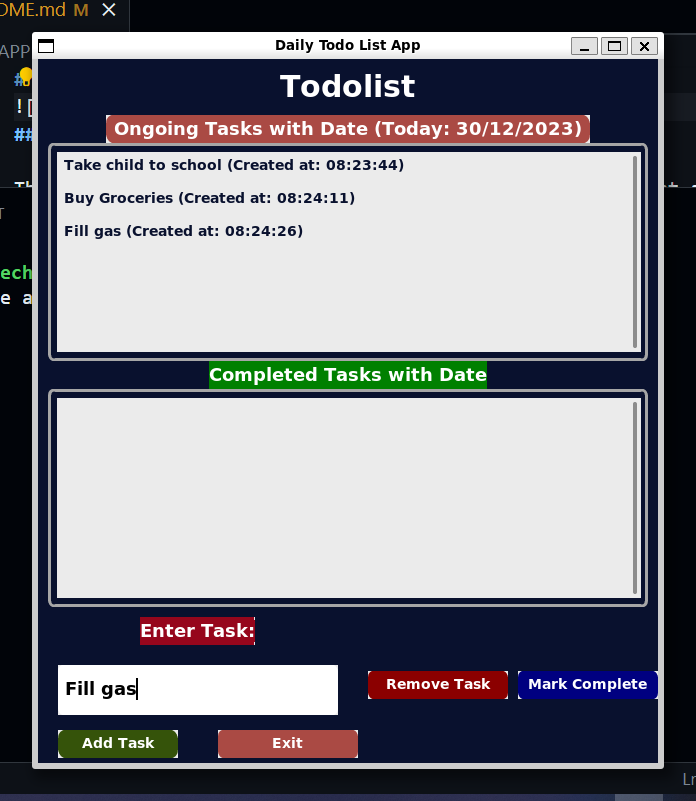 DME.md M
Daily Todo List App
APP
Todolist
Ongoing Tasks with Date (Today: 30/12/2023)
Take child to school (Created at: 08:23:44)
Buy Groceries (Created at: 08:24:11)
Fill gas (Created at: 08:24:26)
ech
e a
Completed Tasks with Date
Enter Task:
Fill gas
Remove Task
Mark Complete
Add Task
Exit